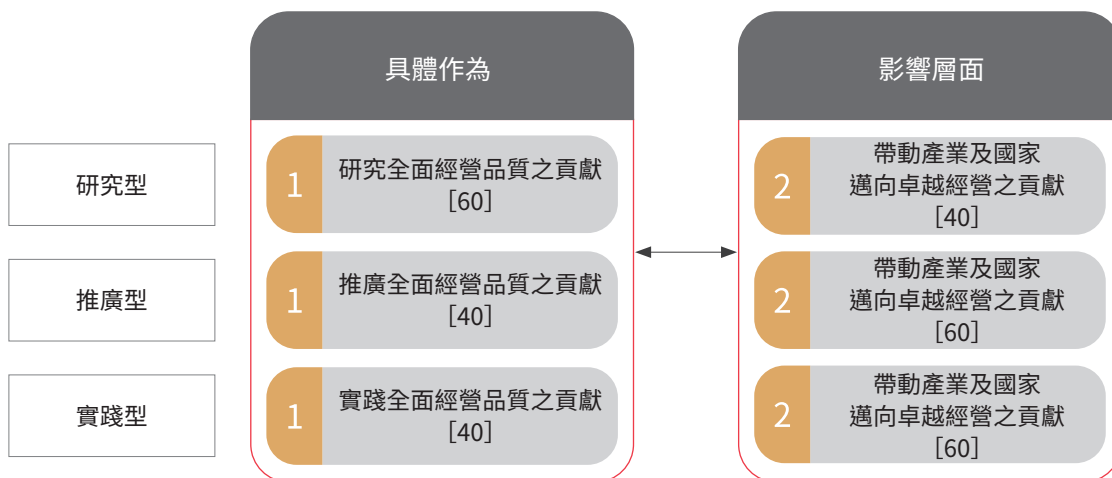 具體作為
影響層面
研究型
1
研究全面經營品質之貢獻
[60]
2
帶動產業及國家
邁向卓越經營之貢獻
[40]
推廣型
1
推廣全面經營品質之貢獻
[40]
2
帶動產業及國家
邁向卓越經營之貢獻
[60]
實踐型
1
實踐全面經營品質之貢獻
[40]
2
帶動產業及國家
邁向卓越經營之貢獻
[60]